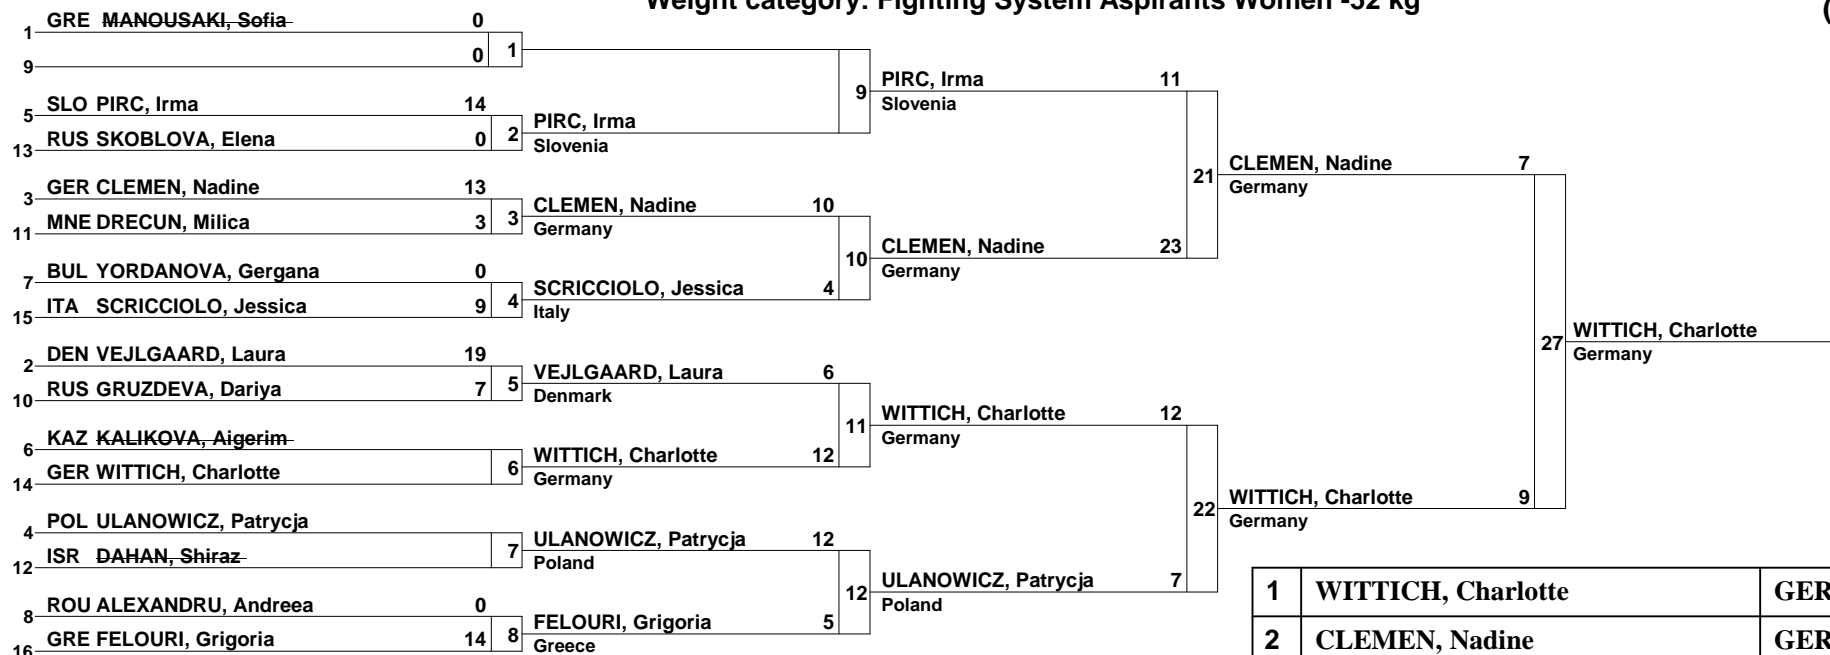 Weight category: Fighting System Aspirants Women -52 kg
(
1 GRE MANOUSAKI, Sofia 0
9 0
1
5 SLO PIRC, Irma 14
13 RUS SKOBLOVA, Elena 0
2
3 GER CLEMEN, Nadine 13
11 MNE DRECUN, Milica 3
3
7 BUL YORDANOVA, Gergana 0
15 ITA SCRICCIOLO, Jessica 9
4
2 DEN VEJLGAARD, Laura 19
10 RUS GRUZDEVA, Dariya 7
5
6 KAZ KALIKOVA, Aigerim
14 GER WITTICH, Charlotte
6
4 POL ULANOWICZ, Patrycja
12 ISR DAHAN, Shiraz
7
8 ROU ALEXANDRU, Andreea 0
16 GRE FELOURI, Grigoria 14
8
PIRC, Irma
Slovenia
9
CLEMEN, Nadine 10
Germany
SCRICCIOLO, Jessica 4
Italy
10
VEJLGAARD, Laura 6
Denmark
WITTICH, Charlotte 12
Germany
11
ULANOWICZ, Patrycja 12
Poland
FELOURI, Grigoria 5
Greece
12
PIRC, Irma 11
Slovenia
CLEMEN, Nadine 23
Germany
21
WITTICH, Charlotte 12
Germany
ULANOWICZ, Patrycja 7
Poland
22
CLEMEN, Nadine 7
Germany
WITTICH, Charlotte 9
Germany
27
WITTICH, Charlotte
Germany
1 WITTICH, Charlotte GER
2 CLEMEN, Nadine GER